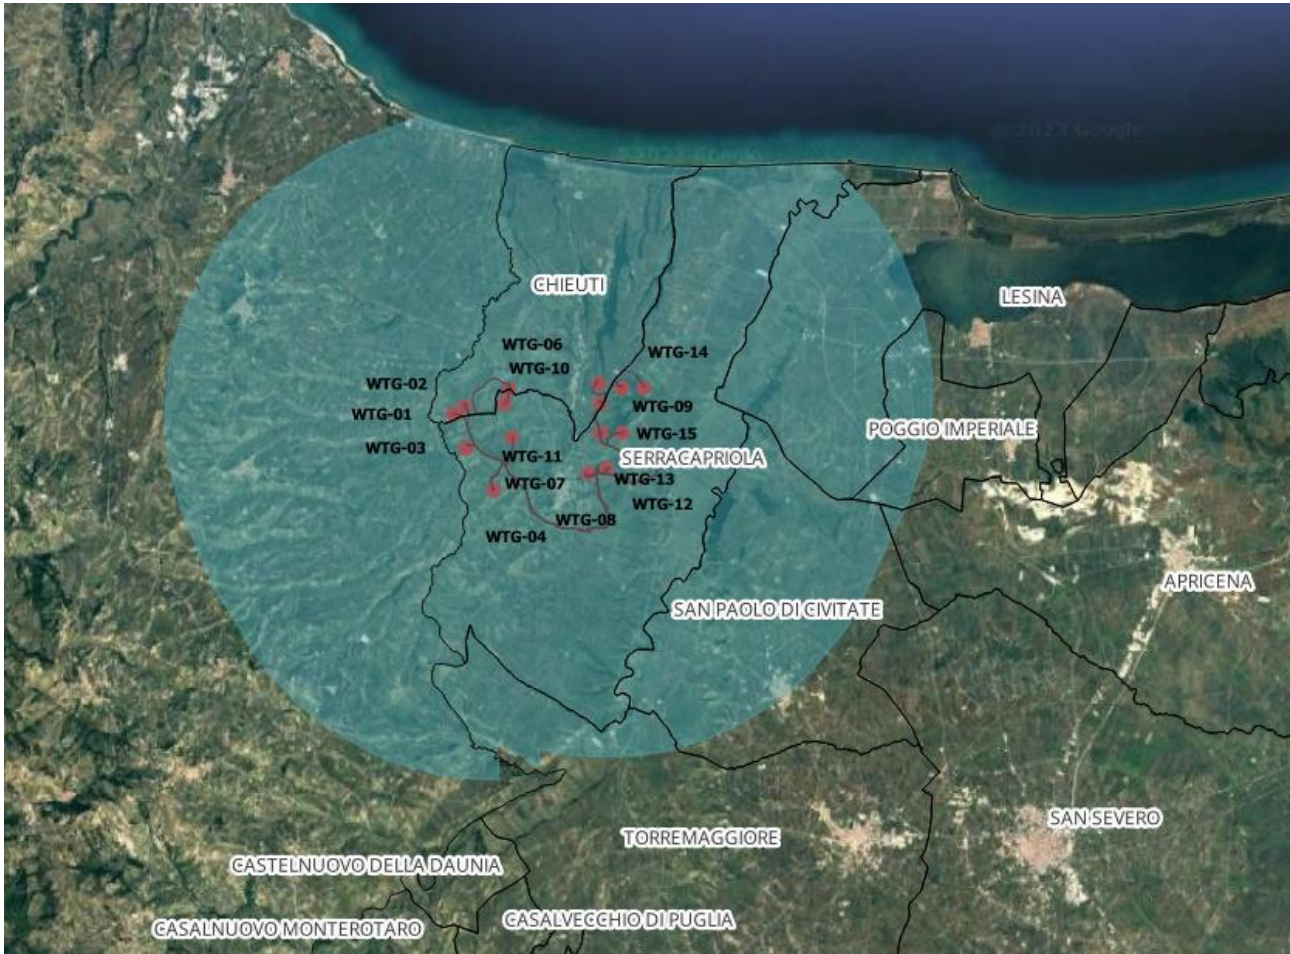 © 2023 Google
CHIEUTI
LESINA
WTG-06
WTG-14
WTG-10
WTG-02
WTG-09
WTG-01
POGGIO IMPERIALE
WTG-15
WTG-03
WTG-11
SERRACAPRIOLA
WTG-13
WTG-07
WTG-12
WTG-08
WTG-04
APRICENA
SAN PAOLO DI CIVITATE
SAN SEVERO
TORREMAGGIORE
CASTELNUOVO DELLA DAUNIA
CASALVECCHIO DI PUGLIA
CASALNUOVO MONTEROTARO